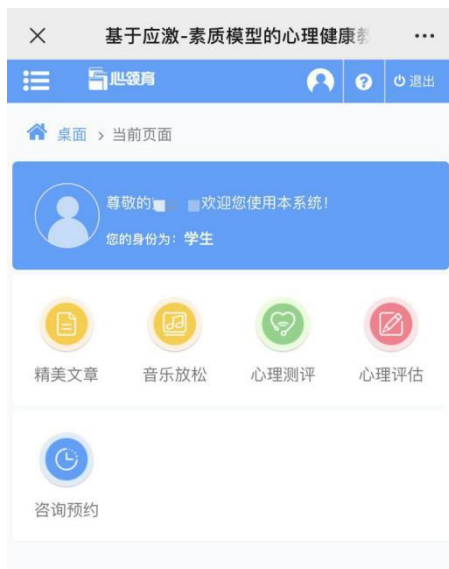 基于应激-素质模型的心理健康教
心领育
退出
桌面 > 当前页面
尊敬的 欢迎您使用本系统!
您的身份为: 学生
精美文章 音乐放松 心理测评 心理评估
咨询预约